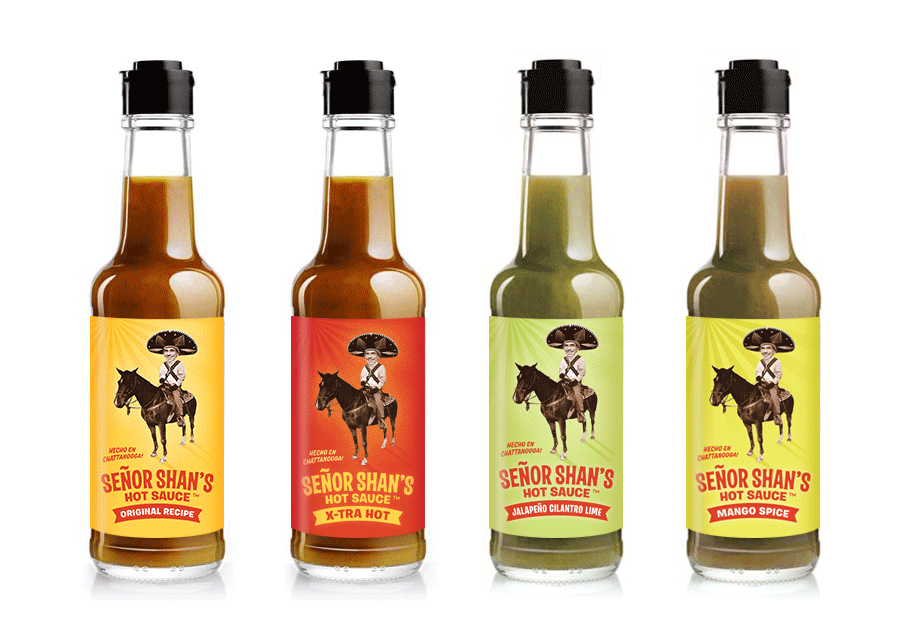 HECHO EN
CHATTANOOGA!
SEÑOR SHAN'S
HOT SAUCE™
ORIGINAL RECIPE
HECHO EN
CHATTANOOGA!
SEÑOR SHAN'S
HOT SAUCE™
X-TRA HOT
HECHO EN
CHATTANOOGA!
SEÑOR SHAN'S
HOT SAUCE™
JALAPEÑO CILANTRO LIME
HECHO EN
CHATTANOOGA!
SEÑOR SHAN'S
HOT SAUCE™
MANGO SPICE